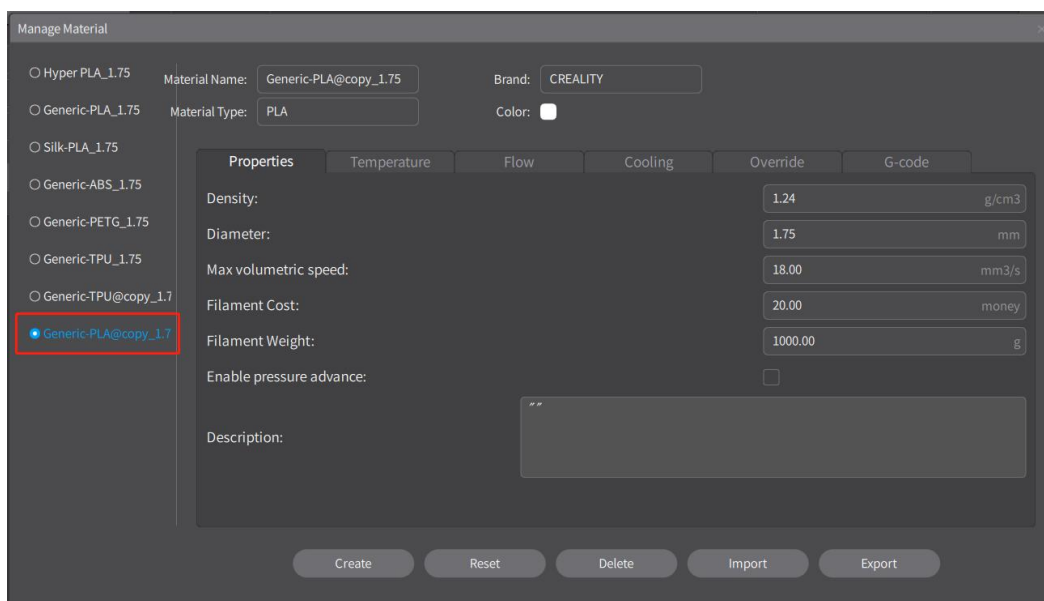 Manage Material
Hyper PLA_1.75
Generic-PLA_1.75
Silk-PLA_1.75
Generic-ABS_1.75
Generic-PETG_1.75
Generic-TPU_1.75
Generic-TPU@copy_1.7
Generic-PLA@copy_1.7
Material Name: Generic-PLA@copy_1.75 Brand: CREALITY
Material Type: PLA Color:
Properties Temperature Flow Cooling Override G-code
Density: 1.24 g/cm3
Diameter: 1.75 mm
Max volumetric speed: 18.00 mm3/s
Filament Cost: 20.00 money
Filament Weight: 1000.00 g
Enable pressure advance:
Description: ""
Create Reset Delete Import Export